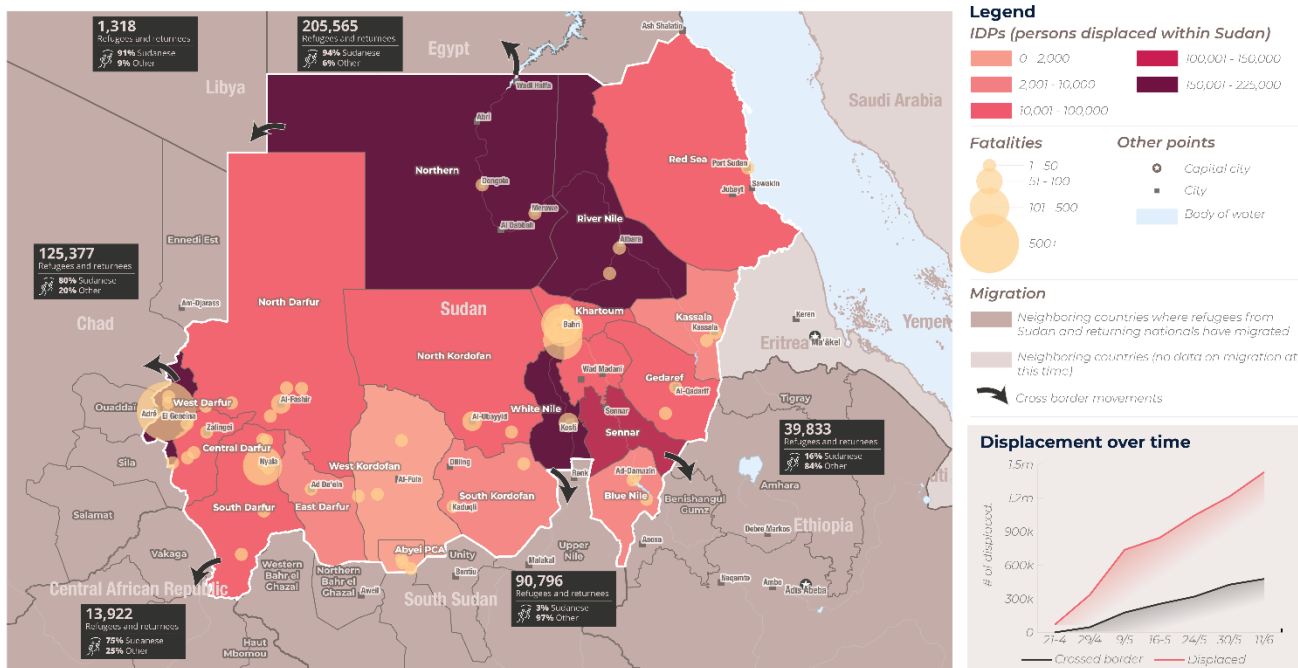 1,318
Refugees and returnees
91% Sudanese
9% Other
205,565
Refugees and returnees
94% Sudanese
6% Other
125,377
Refugees and returnees
80% Sudanese
20% Other
39,833
Refugees and returnees
16% Sudanese
84% Other
90,796
Refugees and returnees
3% Sudanese
97% Other
13,922
Refugees and returnees
75% Sudanese
25% Other
Egypt
Libya
Saudi Arabia
Yemen
Eritrea
Ethiopia
South Sudan
Central African Republic
Chad
Sudan
Ash Shalatin
Wadi Halfa
Abri
Northern
Dongola
Merowe
Al Dabbah
River Nile
Atbara
Red Sea
Port Sudan
Sawakin
Jubayt
Ennedi Est
Am-Djarass
North Darfur
Khartoum
Bahri
Kassala
Kassala
Keren
Ma'ākel
North Kordofan
Wad Madani
Gedaref
Al-Qadarif
Ouaddaï
Adré
El Geneina
West Darfur
Al-Fashir
Zalingei
Al-Ubayyid
White Nile
Kosti
Sennar
Sennar
Tigray
Sila
Central Darfur
Nyala
West Kordofan
Dilling
Al-Fula
Renk
Ad-Damazin
Blue Nile
Benishangul
Gumz
Amhara
Salamat
South Darfur
Ad Du'ein
East Darfur
South Kordofan
Kaduqli
Debre Markos
Asosa
Vakaga
Abyei PCA
Unity
Upper
Nile
Malakal
Bentiu
Western
Bahr el
Ghazal
Northern
Bahr el
Ghazal
Aweil
Neqemte
Ambo
Adis Abeba
Haut
Mbomou
uti
Legend
IDPs (persons displaced within Sudan)
0 - 2,000
2,001 - 10,000
10,001 - 100,000
100,001 - 150,000
150,001 - 225,000
Fatalities
1 - 50
51 - 100
101 - 500
500+
Other points
Capital city
City
Body of water
Migration
Neighboring countries where refugees from
Sudan and returning nationals have migrated
Neighboring countries (no data on migration at
this time)
Cross border movements
Displacement over time
# of displaced.
1.5m
1.2m
900k
600k
300k
0
21-4
29/4
9/5
16-5
24/5
30/5
11/6
Crossed border
Displaced